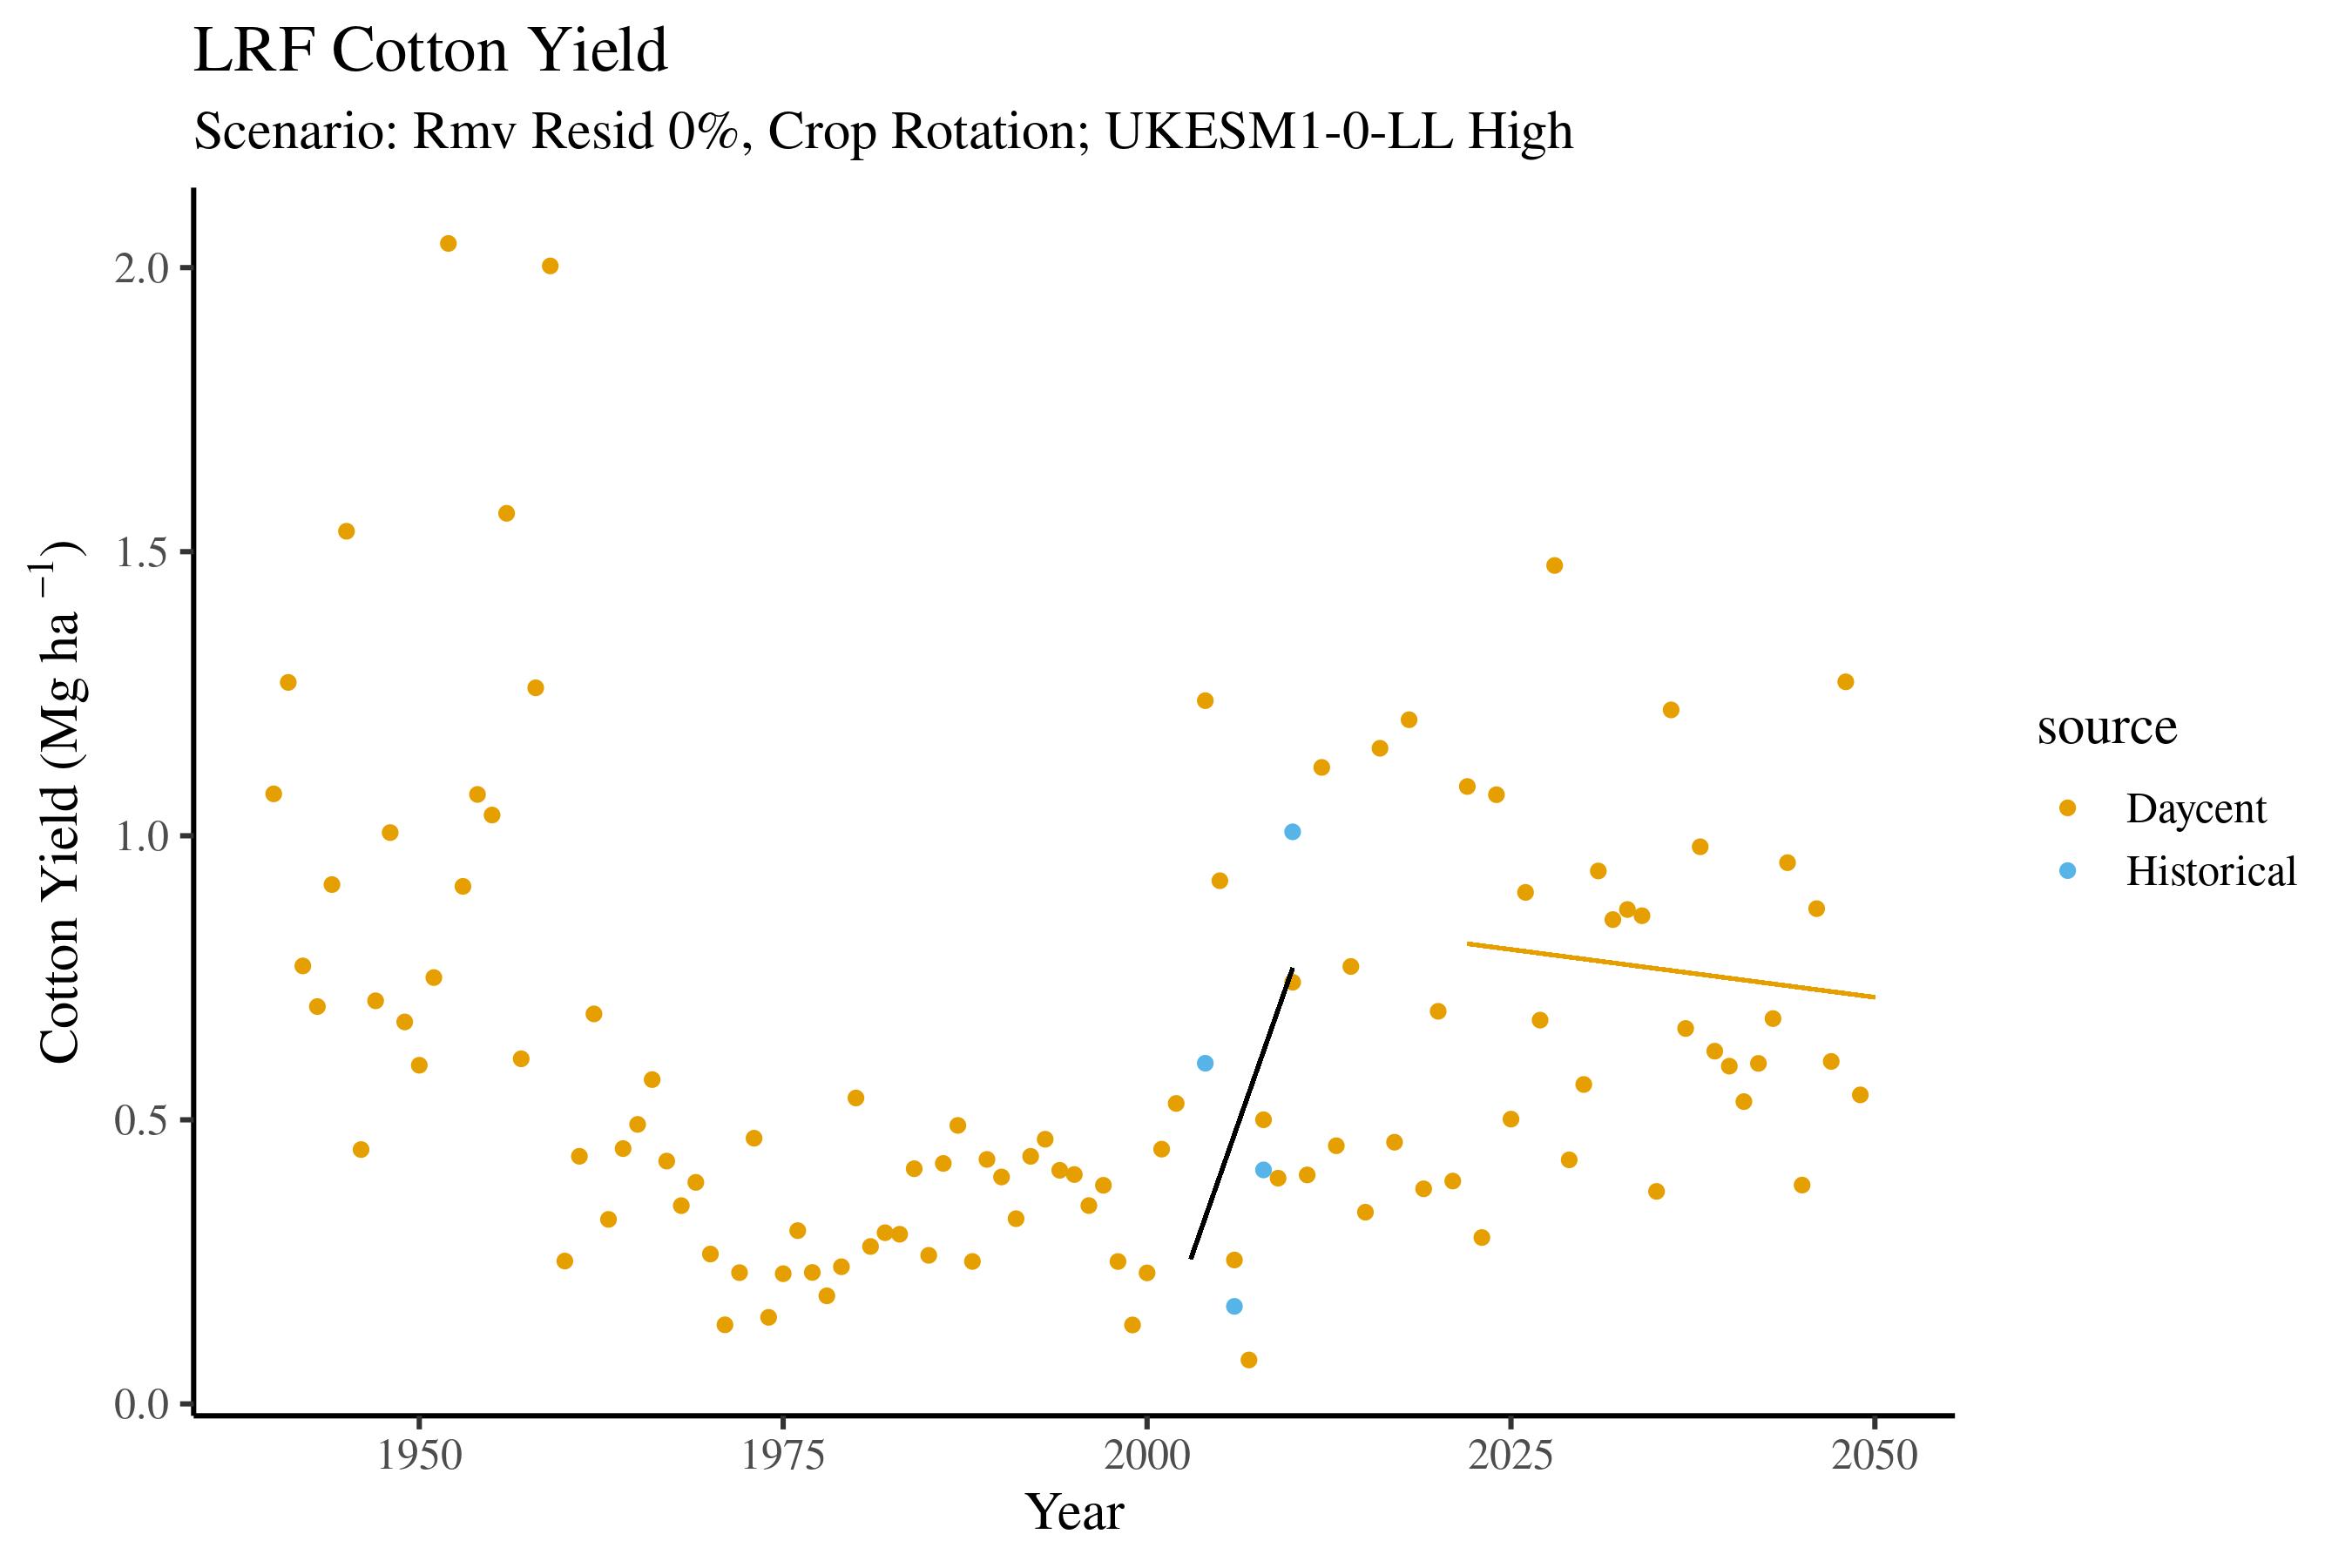 LRF Cotton Yield
Scenario: Rmv Resid 0%, Crop Rotation; UKESM1-0-LL High
Cotton Yield (Mg ha −1)
2.0
1.5
1.0
0.5
0.0
1950 1975 2000 2025 2050
Year
source
Daycent
Historical